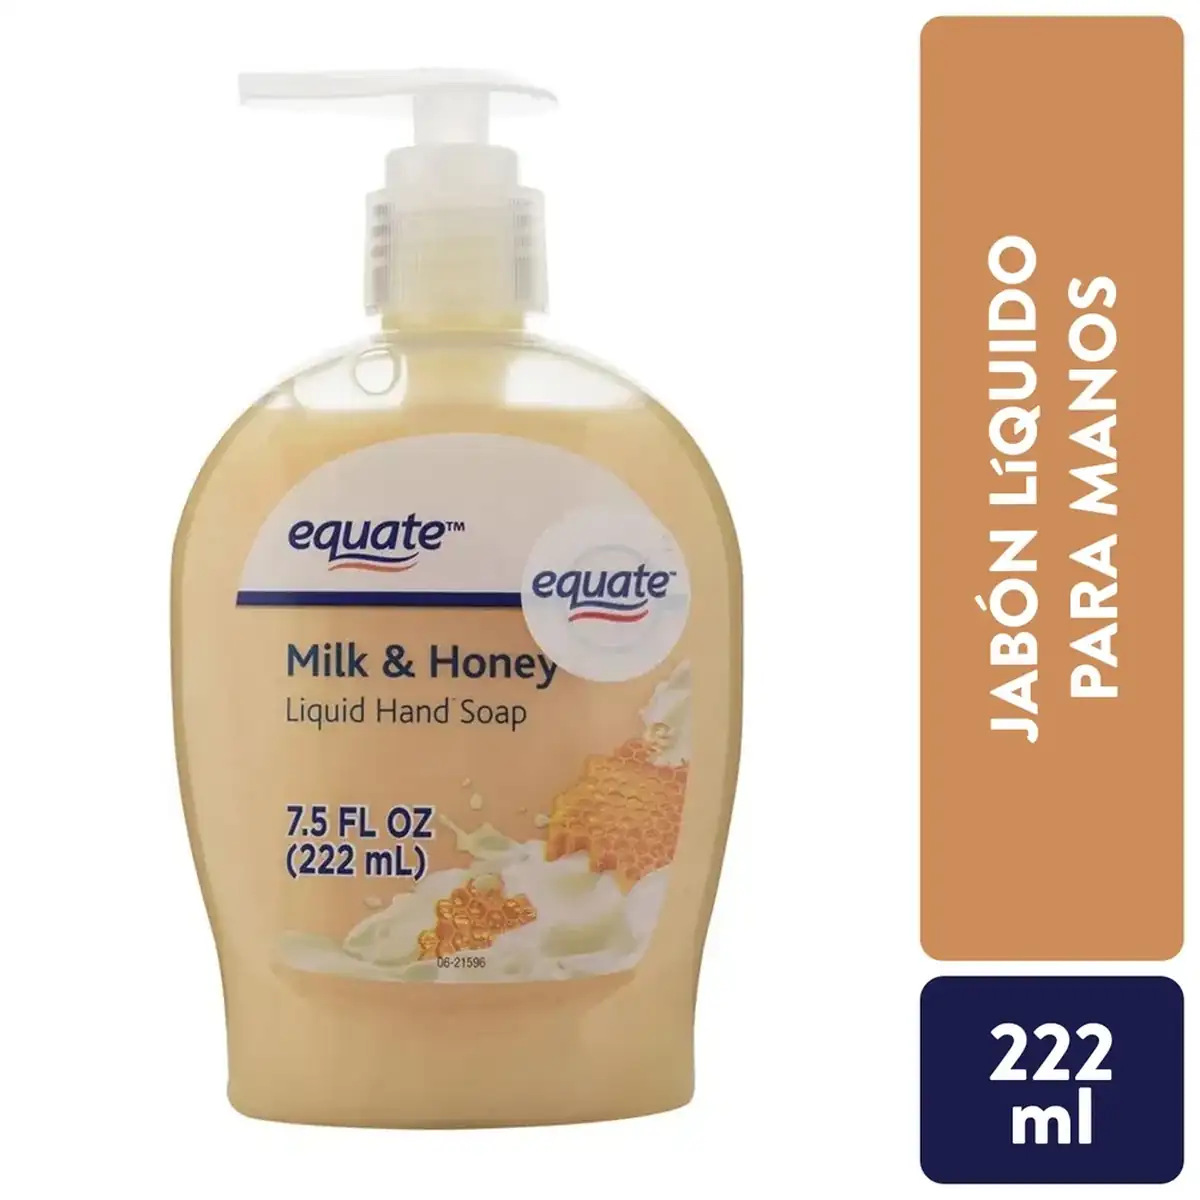 equate™
equate™
Milk & Honey
Liquid Hand Soap
7.5 FL OZ
(222 mL)
06-21596
JABÓN LíQUIDO
PARA MANOS
222
ml